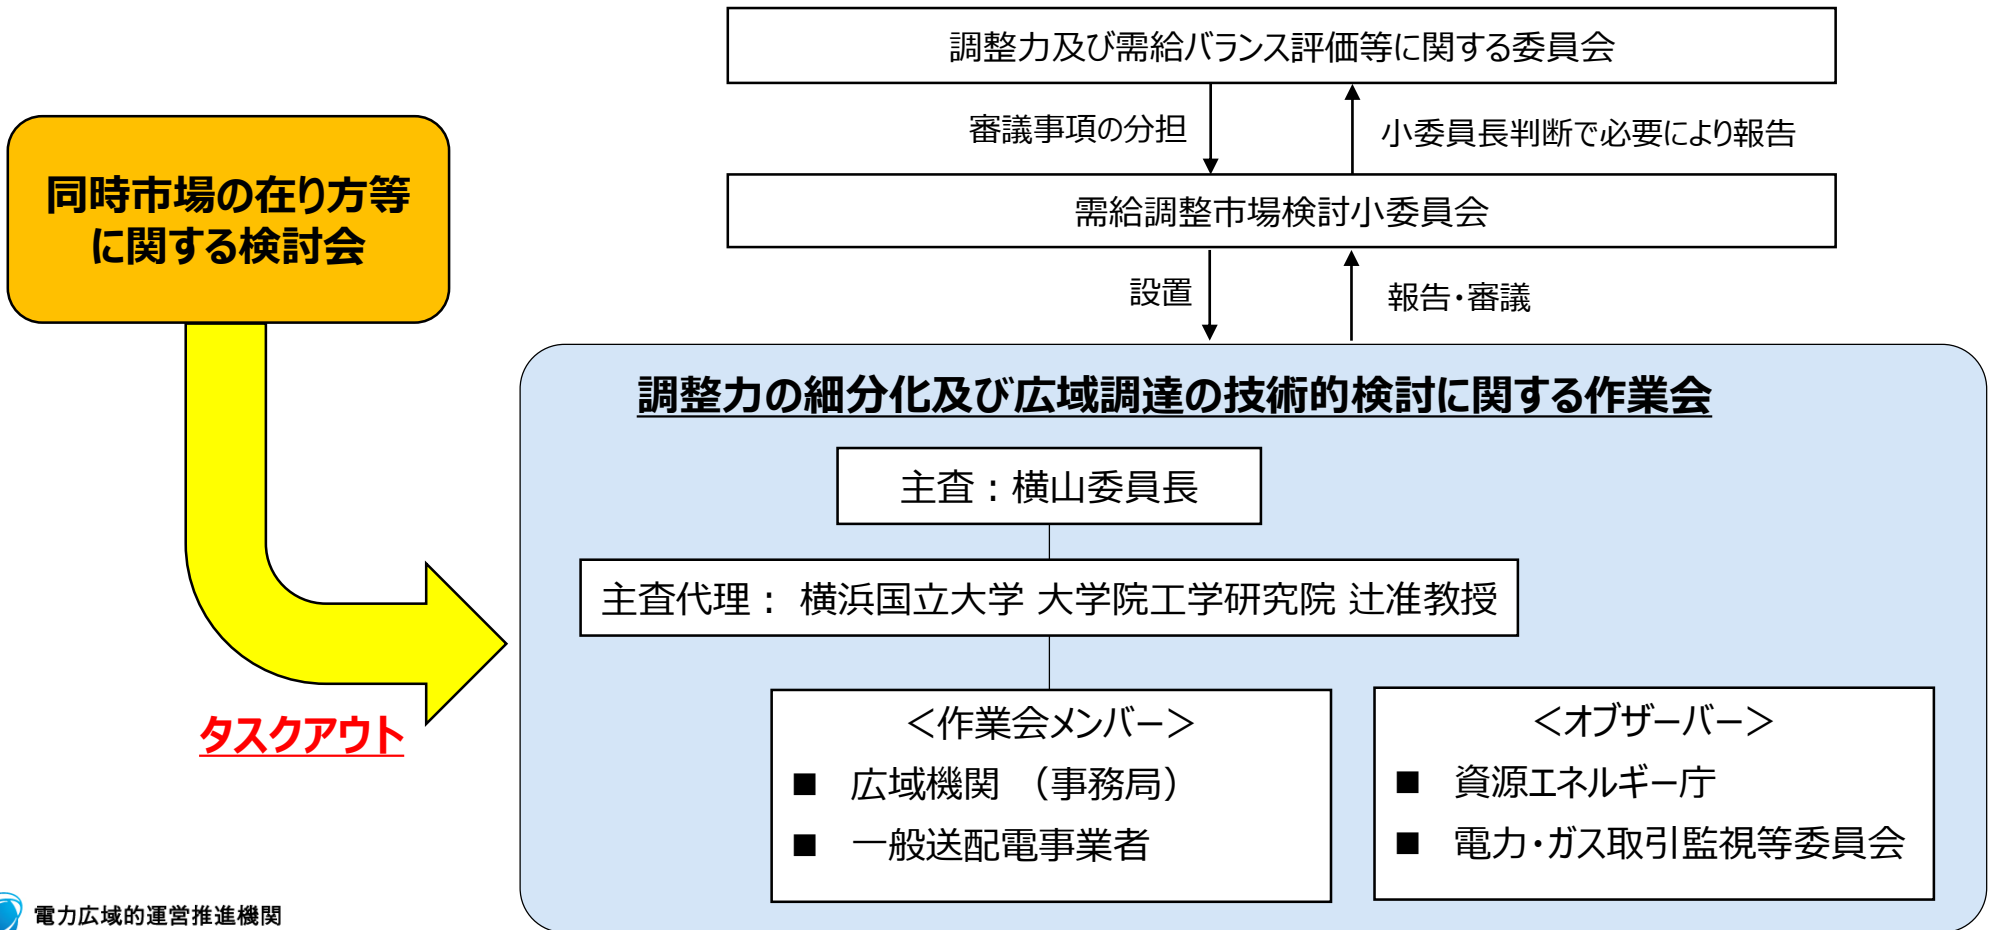 調整力及び需給バランス評価等に関する委員会
審議事項の分担
小委員長判断で必要により報告
同時市場の在り方等
に関する検討会
需給調整市場検討小委員会
設置
報告・審議
調整力の細分化及び広域調達の技術的検討に関する作業会
主査：横山委員長
主査代理： 横浜国立大学 大学院工学研究院 辻准教授
タスクアウト
＜作業会メンバー＞
■ 広域機関 （事務局）
■ 一般送配電事業者
＜オブザーバー＞
■ 資源エネルギー庁
■ 電力・ガス取引監視等委員会
電力広域的運営推進機関